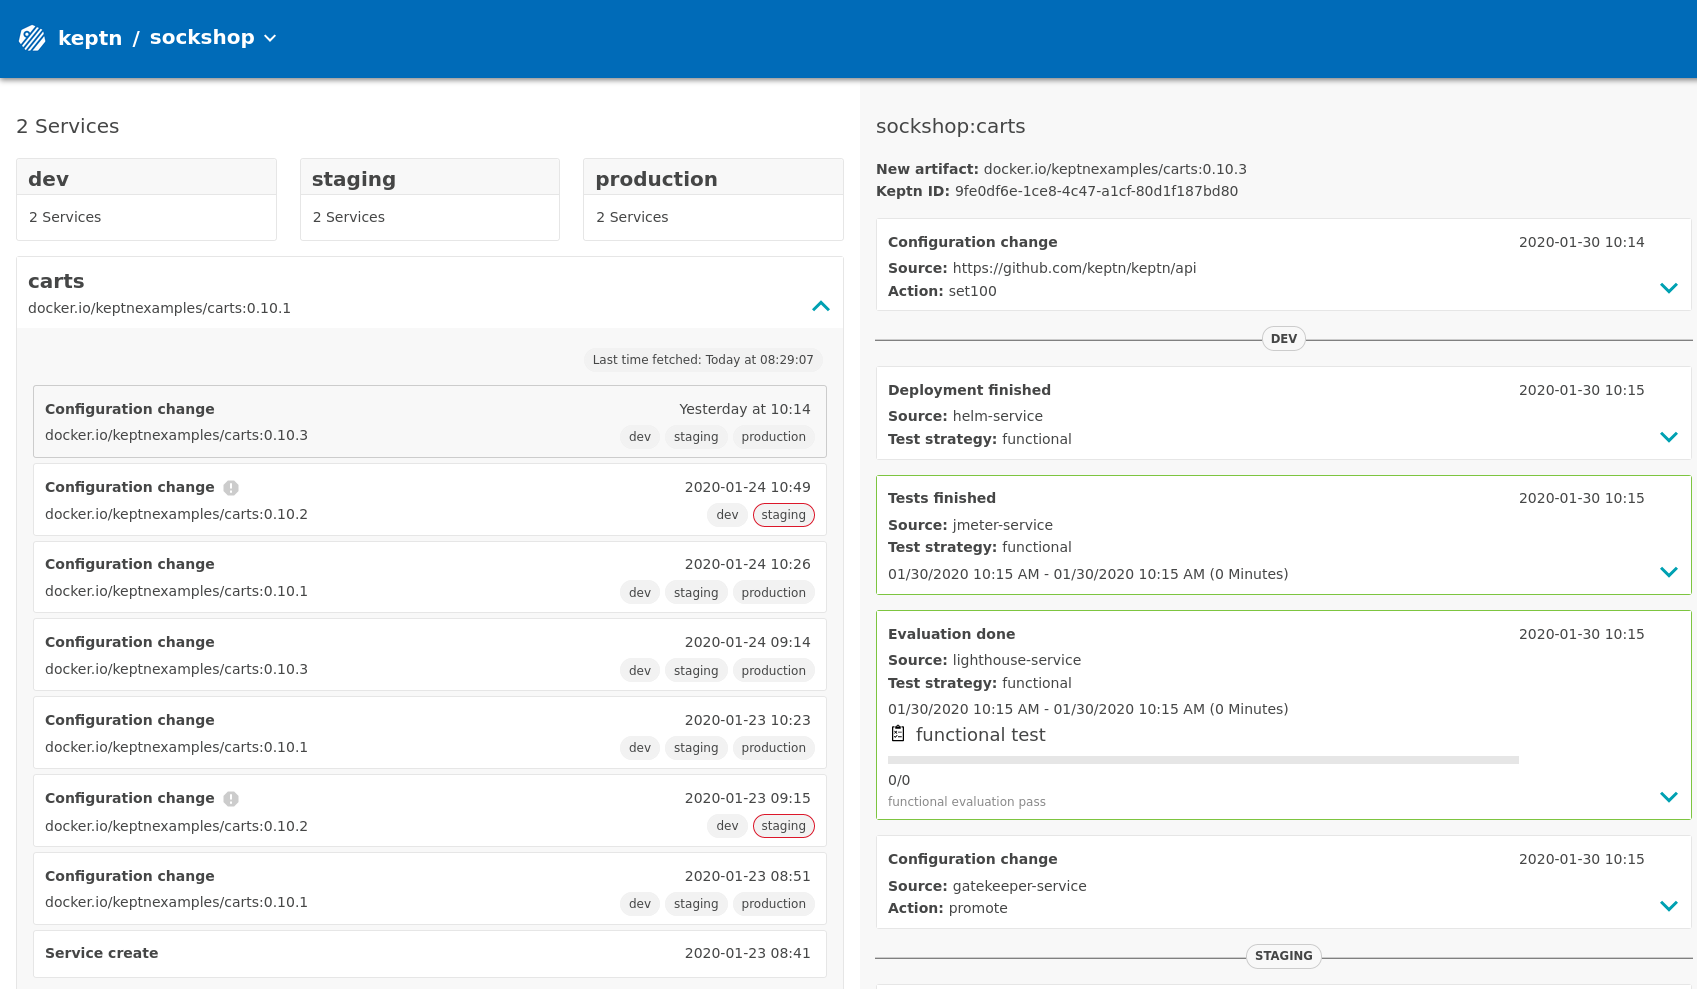 keptn / sockshop
2 Services
dev
2 Services
staging
2 Services
production
2 Services
carts
docker.io/keptnexamples/carts:0.10.1
Last time fetched: Today at 08:29:07
Configuration change
Yesterday at 10:14
docker.io/keptnexamples/carts:0.10.3
dev staging production
Configuration change
2020-01-24 10:49
docker.io/keptnexamples/carts:0.10.2
dev staging
Configuration change
2020-01-24 10:26
docker.io/keptnexamples/carts:0.10.1
dev staging production
Configuration change
2020-01-24 09:14
docker.io/keptnexamples/carts:0.10.3
dev staging production
Configuration change
2020-01-23 10:23
docker.io/keptnexamples/carts:0.10.1
dev staging production
Configuration change
2020-01-23 09:15
docker.io/keptnexamples/carts:0.10.2
dev staging
Configuration change
2020-01-23 08:51
docker.io/keptnexamples/carts:0.10.1
dev staging production
Service create
2020-01-23 08:41
sockshop:carts
New artifact: docker.io/keptnexamples/carts:0.10.3
Keptn ID: 9fe0df6e-1ce8-4c47-a1cf-80d1f187bd80
Configuration change
2020-01-30 10:14
Source: https://github.com/keptn/keptn/api
Action: set100
DEV
Deployment finished
2020-01-30 10:15
Source: helm-service
Test strategy: functional
Tests finished
2020-01-30 10:15
Source: jmeter-service
Test strategy: functional
01/30/2020 10:15 AM - 01/30/2020 10:15 AM (0 Minutes)
Evaluation done
2020-01-30 10:15
Source: lighthouse-service
Test strategy: functional
01/30/2020 10:15 AM - 01/30/2020 10:15 AM (0 Minutes)
functional test
0/0
functional evaluation pass
Configuration change
2020-01-30 10:15
Source: gatekeeper-service
Action: promote
STAGING